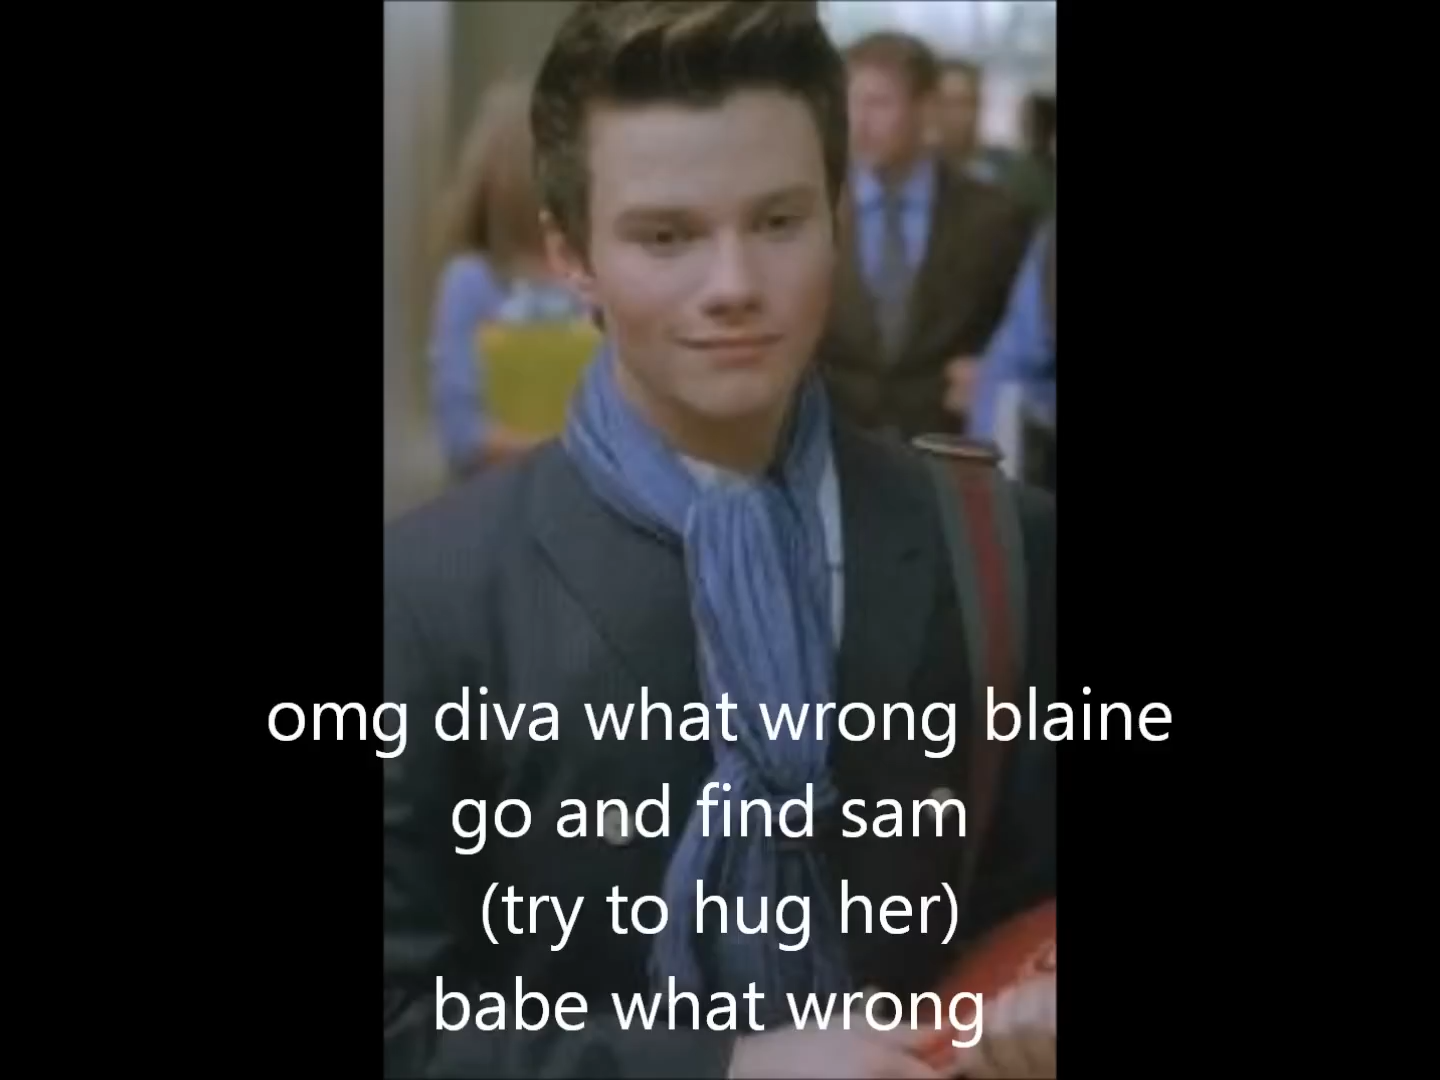 omg diva what wrong blaine
go and find sam
(try to hug her)
babe what wrong